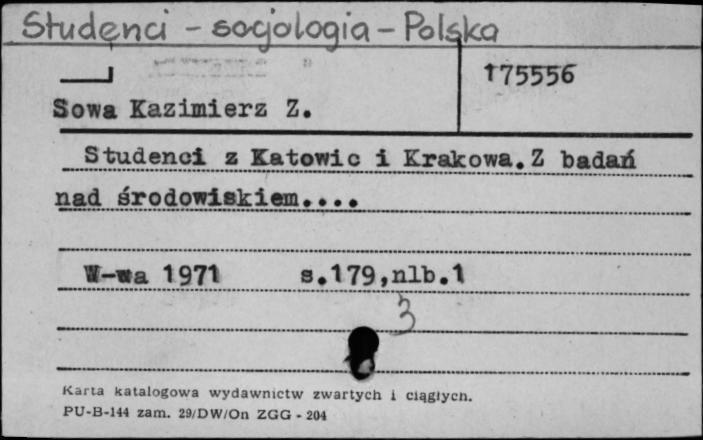 Studenci - socjologia - Polska
175556
Sowa Kazimierz Z.
Studenci z Katowic i Krakowa.Z badań
nad środowiskiem....
W-wa 1971 s.179,nlb.1
3
Karta katalogowa wydawnictw zwartych i ciągłych.
PU-B-144 zam. 29/DW/On ZGG - 204